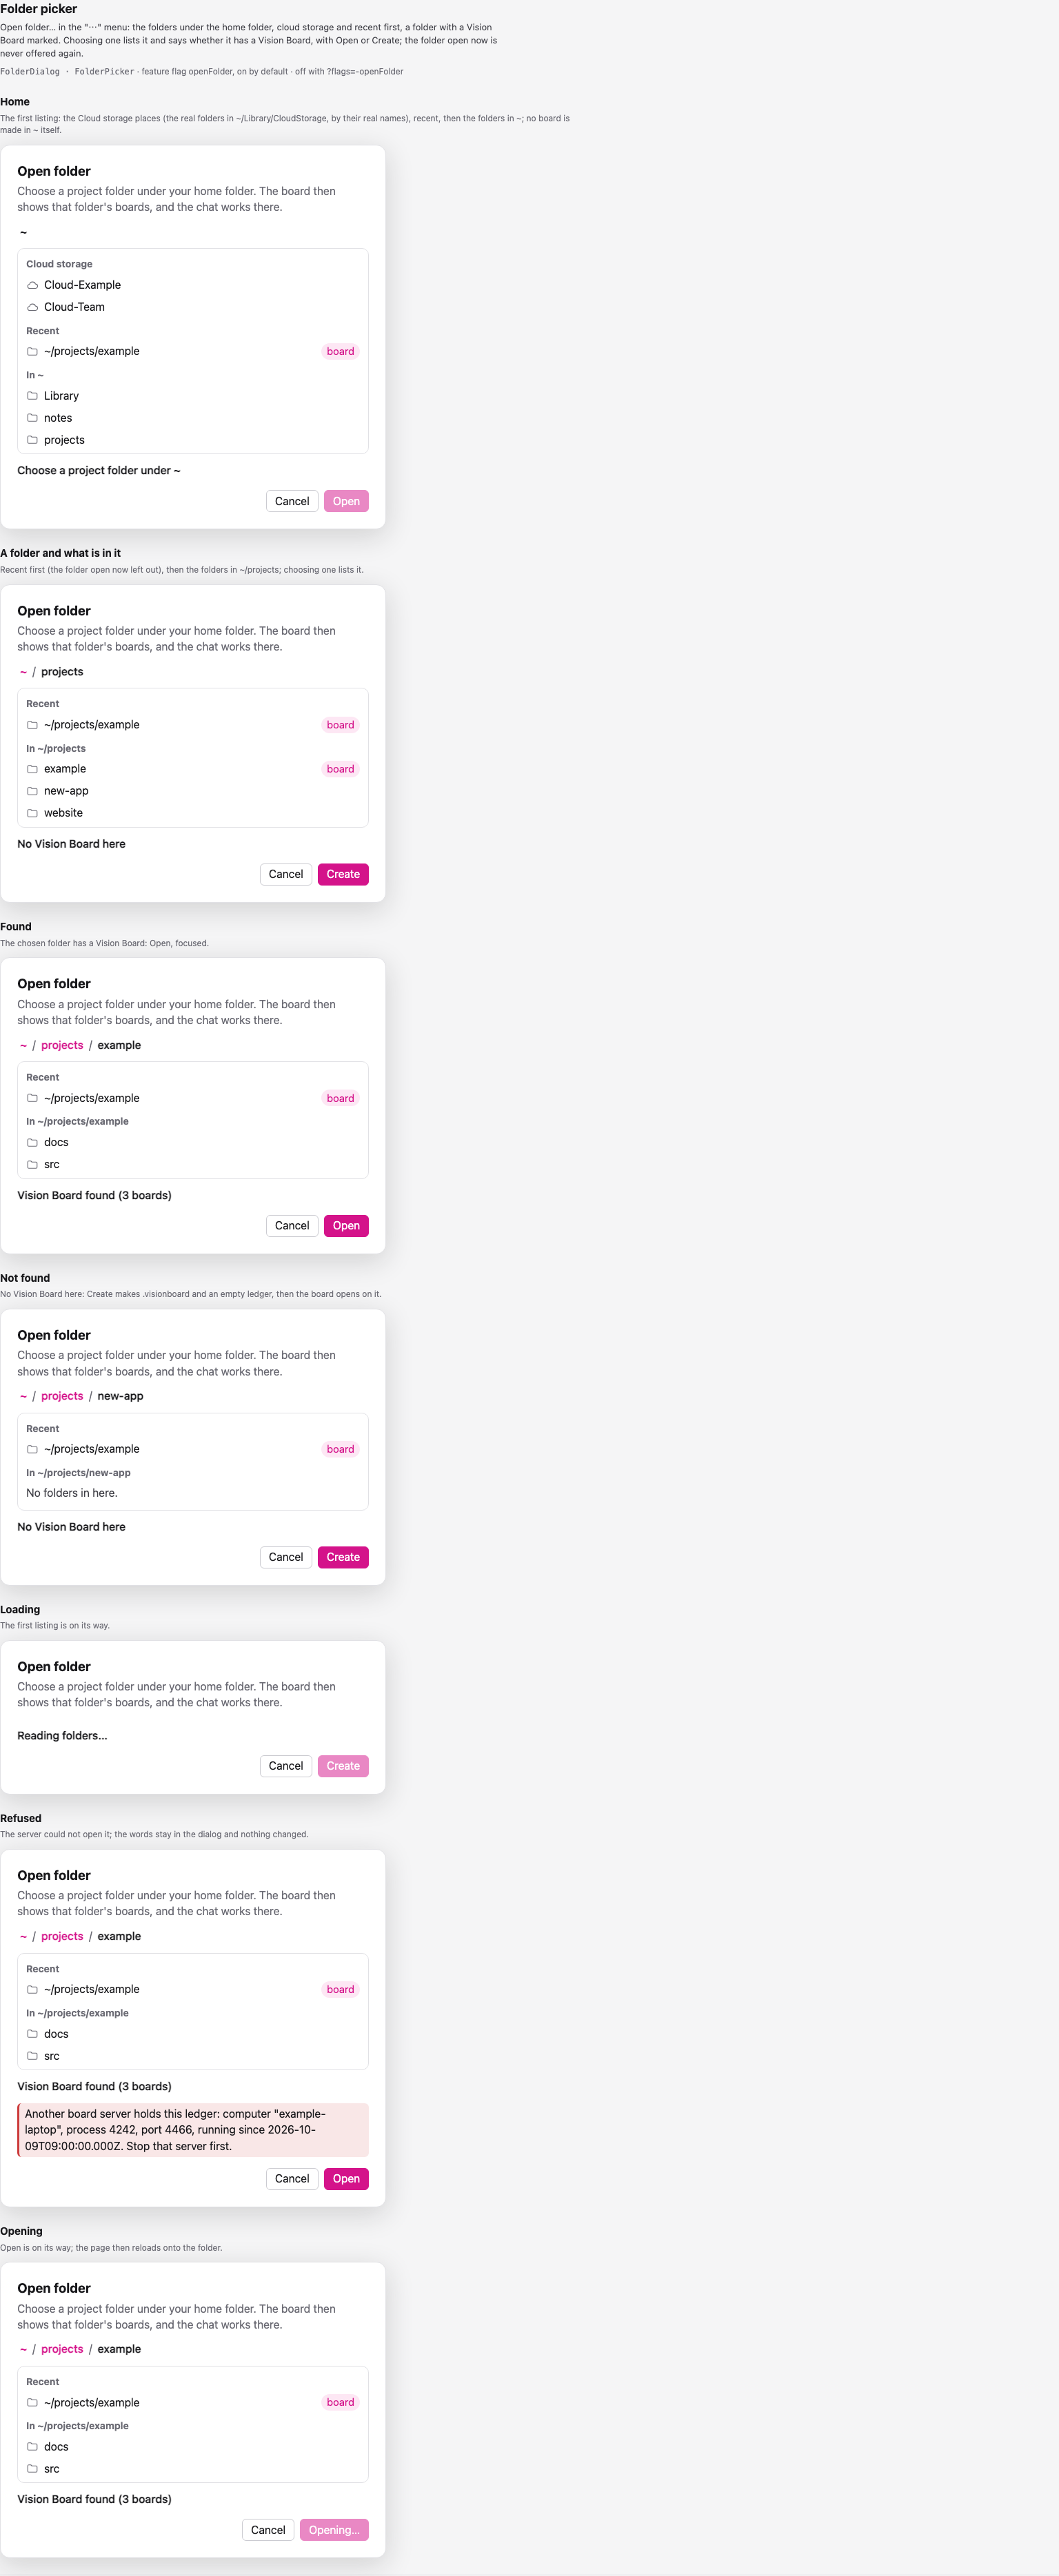 Folder picker
Open folder... in the "···" menu: the folders under the home folder, cloud storage and recent first, a folder with a Vision
Board marked. Choosing one lists it and says whether it has a Vision Board, with Open or Create; the folder open now is
never offered again.
FolderDialog · FolderPicker · feature flag openFolder, on by default · off with ?flags=-openFolder
Home
The first listing: the Cloud storage places (the real folders in ~/Library/CloudStorage, by their real names), recent, then the folders in ~; no board is
made in ~ itself.
Open folder
Choose a project folder under your home folder. The board then
shows that folder's boards, and the chat works there.
~
Cloud storage
Cloud-Example
Cloud-Team
Recent
~/projects/example board
In ~
Library
notes
projects
Choose a project folder under ~
Cancel Open
A folder and what is in it
Recent first (the folder open now left out), then the folders in ~/projects; choosing one lists it.
Open folder
Choose a project folder under your home folder. The board then
shows that folder's boards, and the chat works there.
~ / projects
Recent
~/projects/example board
In ~/projects
example board
new-app
website
No Vision Board here
Cancel Create
Found
The chosen folder has a Vision Board: Open, focused.
Open folder
Choose a project folder under your home folder. The board then
shows that folder's boards, and the chat works there.
~ / projects / example
Recent
~/projects/example board
In ~/projects/example
docs
src
Vision Board found (3 boards)
Cancel Open
Not found
No Vision Board here: Create makes .visionboard and an empty ledger, then the board opens on it.
Open folder
Choose a project folder under your home folder. The board then
shows that folder's boards, and the chat works there.
~ / projects / new-app
Recent
~/projects/example board
In ~/projects/new-app
No folders in here.
No Vision Board here
Cancel Create
Loading
The first listing is on its way.
Open folder
Choose a project folder under your home folder. The board then
shows that folder's boards, and the chat works there.
Reading folders...
Cancel Create
Refused
The server could not open it; the words stay in the dialog and nothing changed.
Open folder
Choose a project folder under your home folder. The board then
shows that folder's boards, and the chat works there.
~ / projects / example
Recent
~/projects/example board
In ~/projects/example
docs
src
Vision Board found (3 boards)
Another board server holds this ledger: computer "example-
laptop", process 4242, port 4466, running since 2026-10-
09T09:00:00.000Z. Stop that server first.
Cancel Open
Opening
Open is on its way; the page then reloads onto the folder.
Open folder
Choose a project folder under your home folder. The board then
shows that folder's boards, and the chat works there.
~ / projects / example
Recent
~/projects/example board
In ~/projects/example
docs
src
Vision Board found (3 boards)
Cancel Opening...